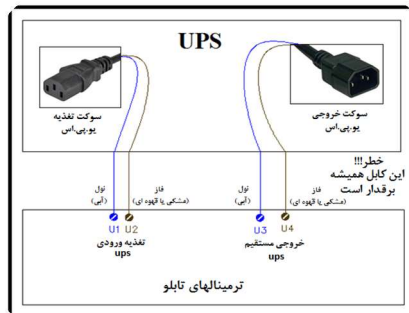 UPS
سوکت تغذیه
یو.پی.اس
سوکت خروجی
یو.پی.اس
خطر!!!
این کابل همیشه
برقدار است
نول
(آبی)
فاز
(مشکی یا قهوه ای)
نول
(آبی)
فاز
(مشکی یا قهوه ای)
U1 U2
تغذیه ورودی
ups
U3 U4
خروجی مستقیم
ups
ترمینالهای تابلو